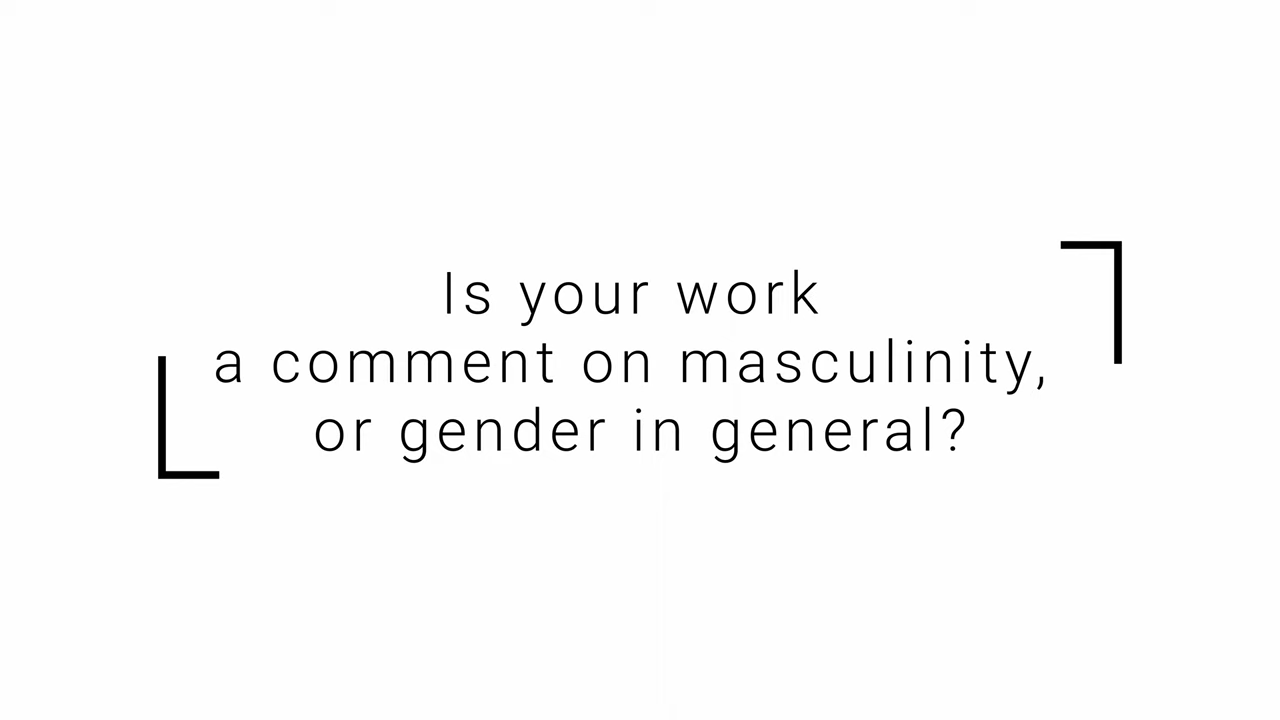 Is your work
a comment on masculinity,
or gender in general?